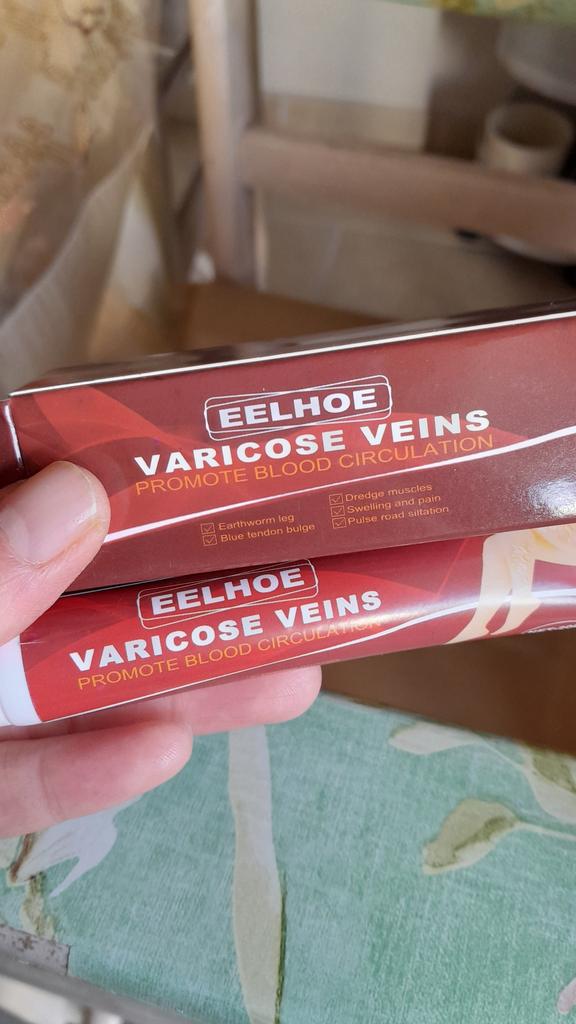 EELHOE
VARICOSE VEINS
PROMOTE BLOOD CIRCULATION
Earthworm leg
Blue tendon bulge
Dredge muscles
Swelling and pain
Pulse road siltation
EELHOE
VARICOSE VEINS
PROMOTE BLOOD CIRCULATION